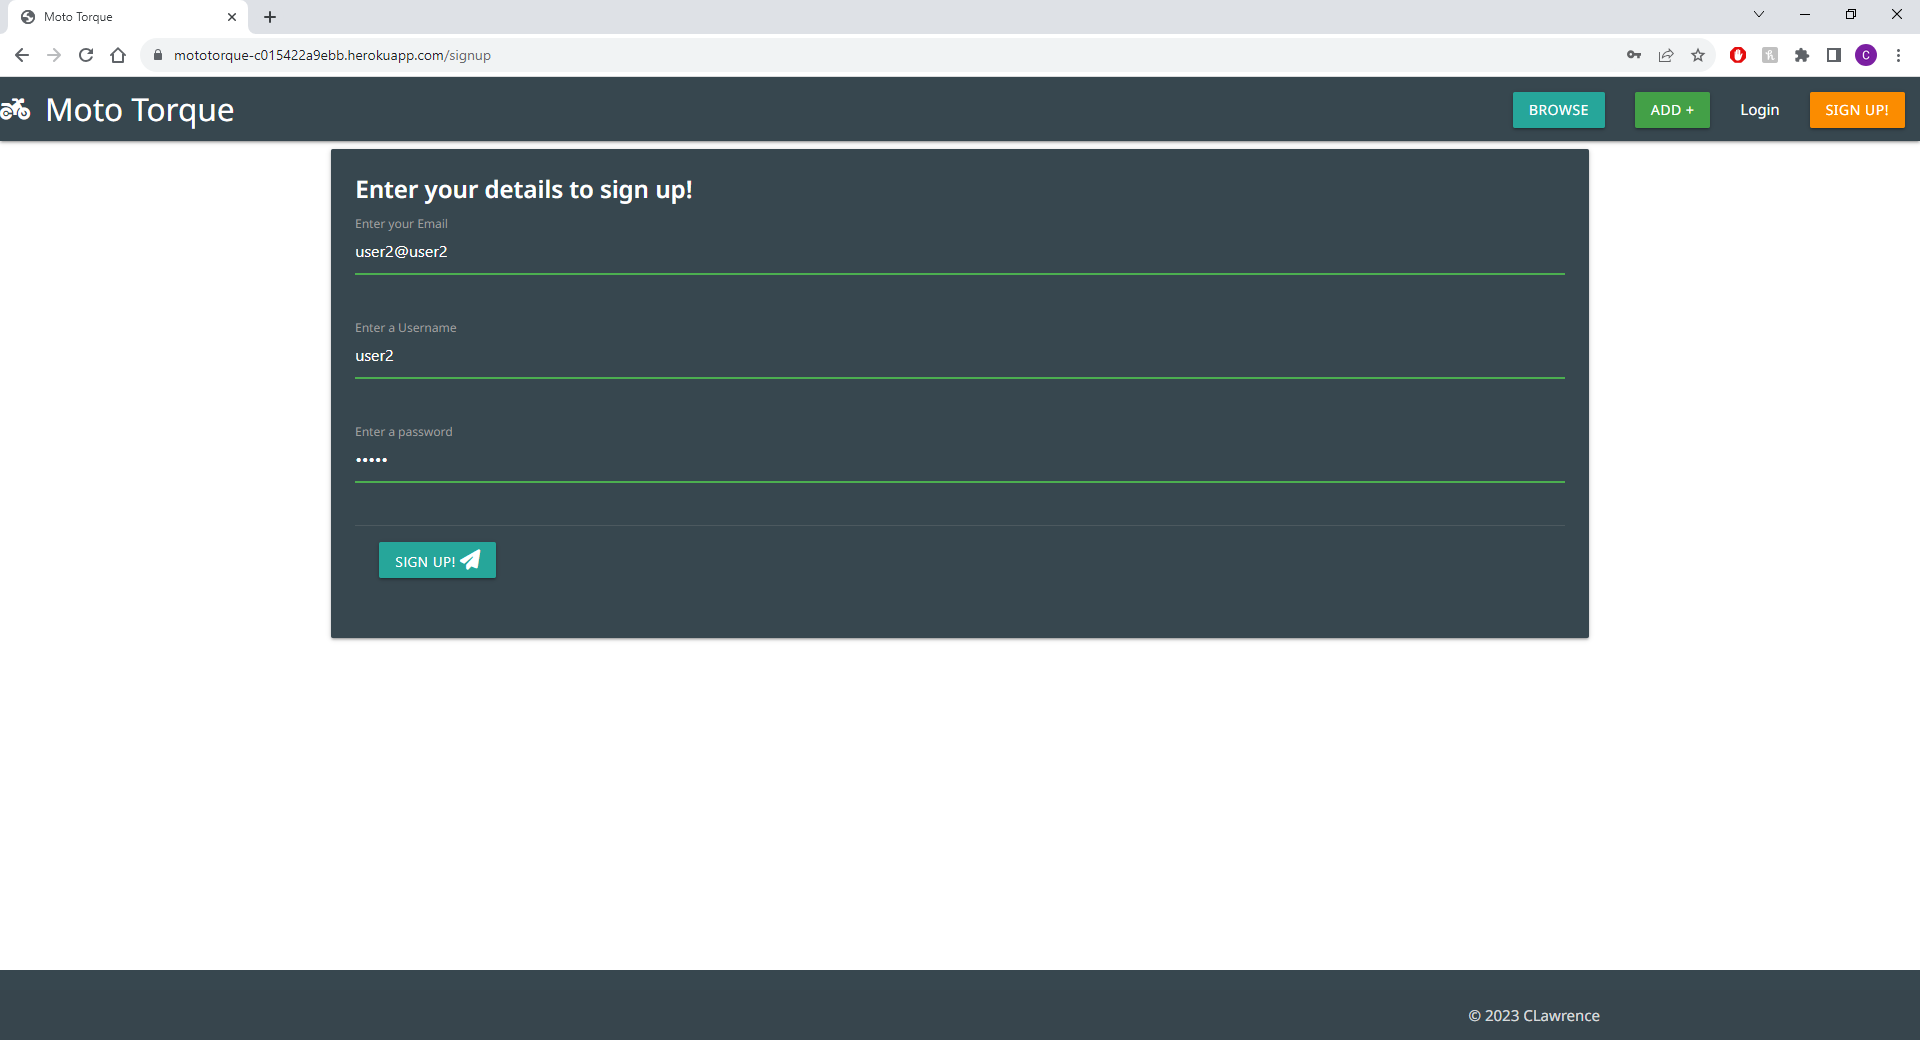 Moto Torque
mototorque-c015422a9ebb.herokuapp.com/signup
C
Moto Torque
BROWSE
ADD +
Login
SIGN UP!
Enter your details to sign up!
Enter your Email
user2@user2
Enter a Username
user2
Enter a password
•••••
SIGN UP!
© 2023 CLawrence